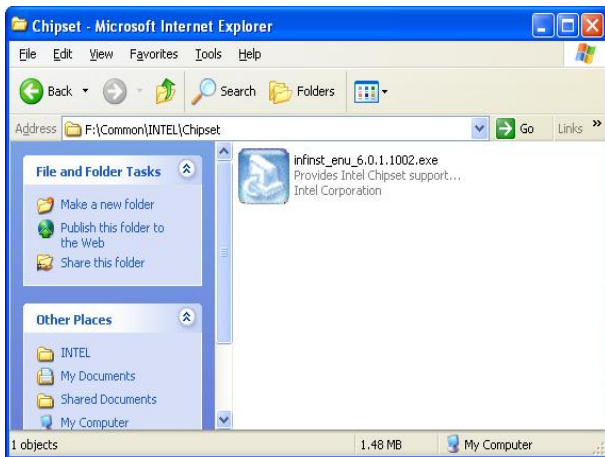 Chipset - Microsoft Internet Explorer
File Edit View Favorites Tools Help
Back Search Folders
Address F:\Common\INTEL\Chipset Go Links »
File and Folder Tasks
Make a new folder
Publish this folder to
the Web
Share this folder
Other Places
INTEL
My Documents
Shared Documents
My Computer
infinst_enu_6.0.1.1002.exe
Provides Intel Chipset support...
Intel Corporation
1 objects 1.48 MB My Computer